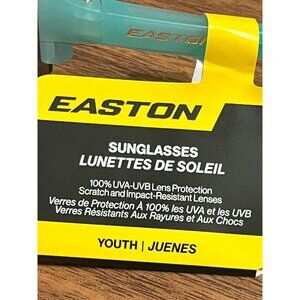 EASTON
EASTON
SUNGLASSES
LUNETTES DE SOLEIL
100% UVA-UVB Lens Protection
Scratch and Impact-Resistant Lenses
Verres de Protection À 100% les UVA et les UVB
Verres Résistants Aux Rayures et Aux Chocs
YOUTH | JUENES